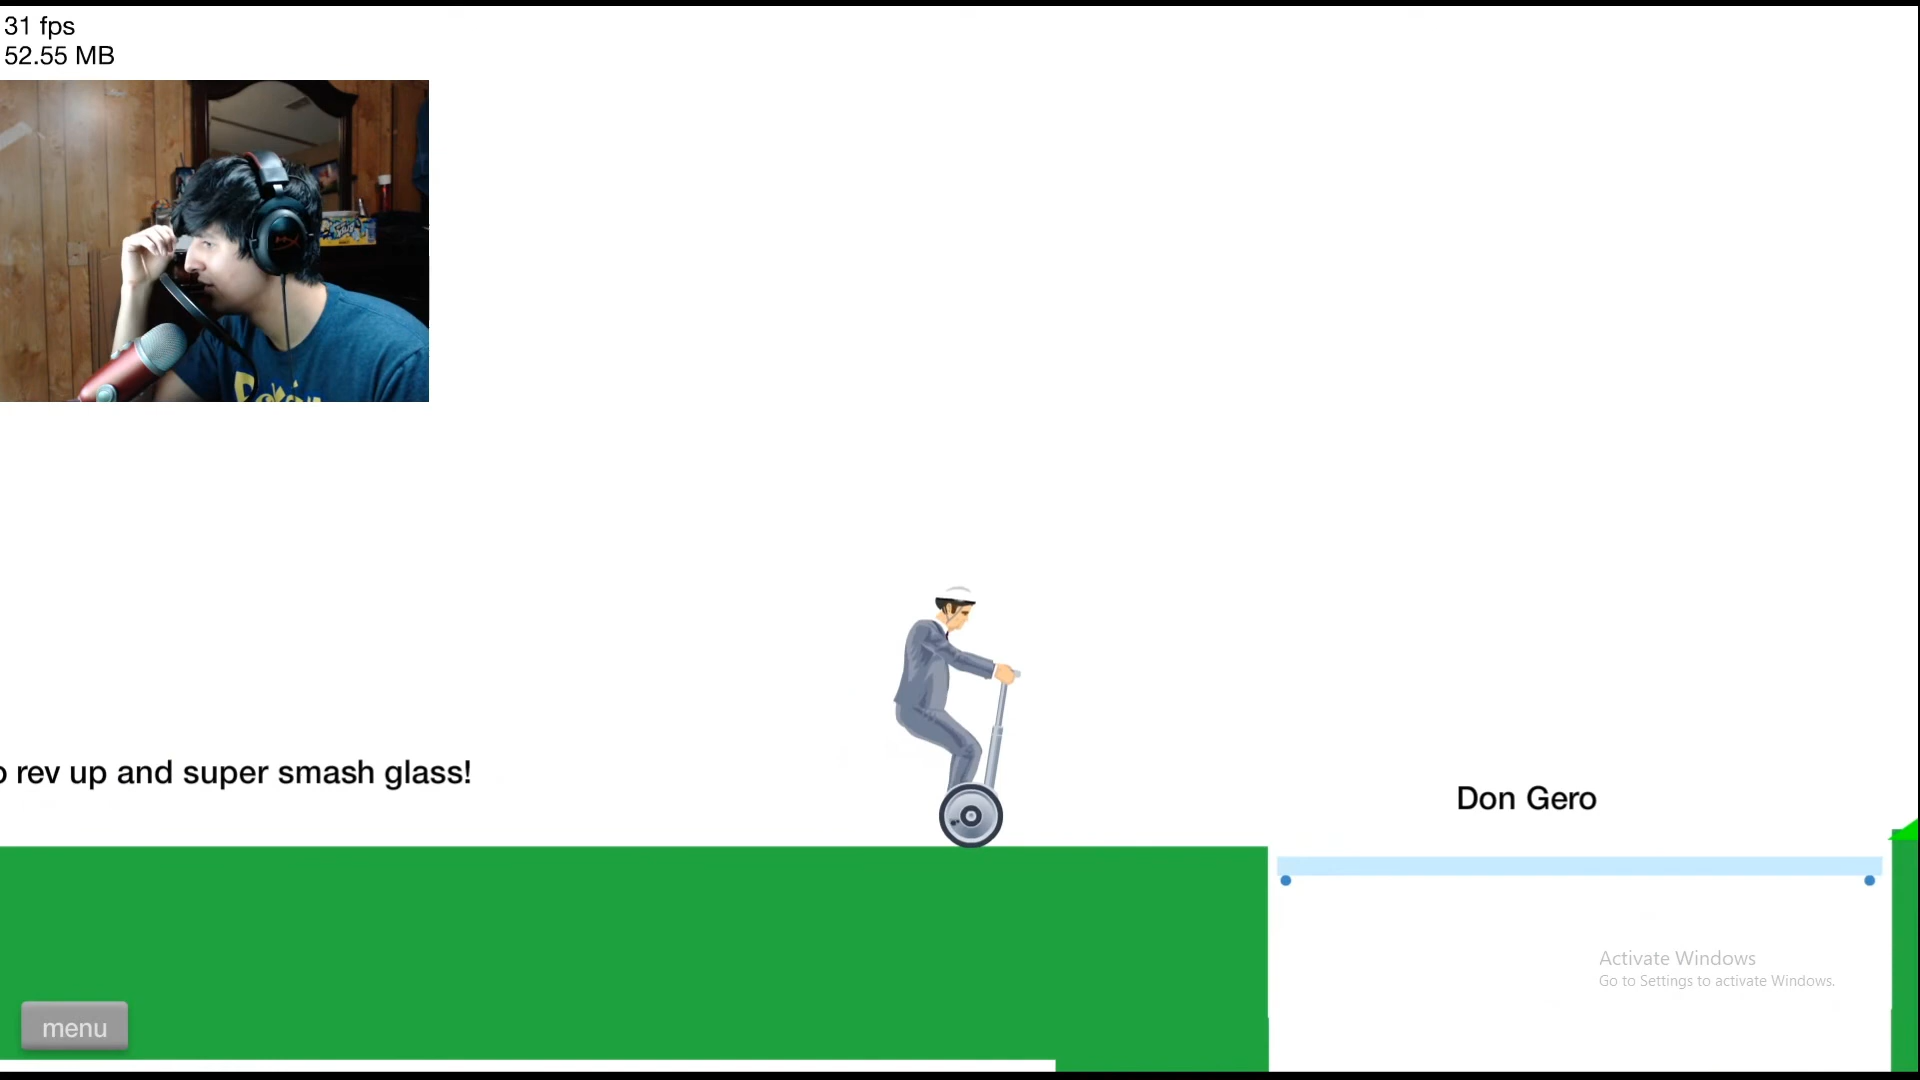 31 fps
52.55 MB
rev up and super smash glass!
Don Gero
Activate Windows
Go to Settings to activate Windows.
menu